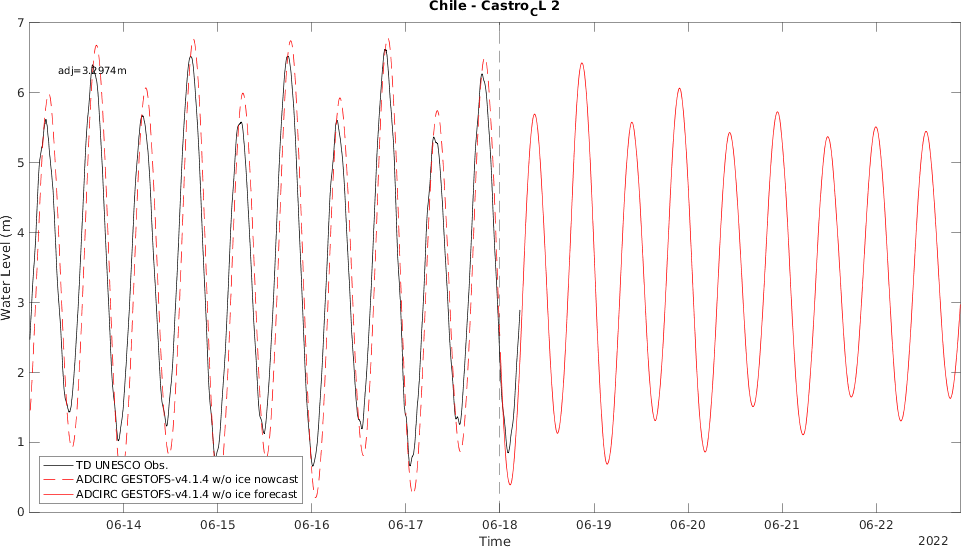 Chile - Castro_CL 2
7
adj=3.2974m
6
5
4
3
2
1
0
Water Level (m)
TD UNESCO Obs.
ADCIRC GESTOFS-v4.1.4 w/o ice nowcast
ADCIRC GESTOFS-v4.1.4 w/o ice forecast
06-14 06-15 06-16 06-17 06-18 06-19 06-20 06-21 06-22
Time
2022